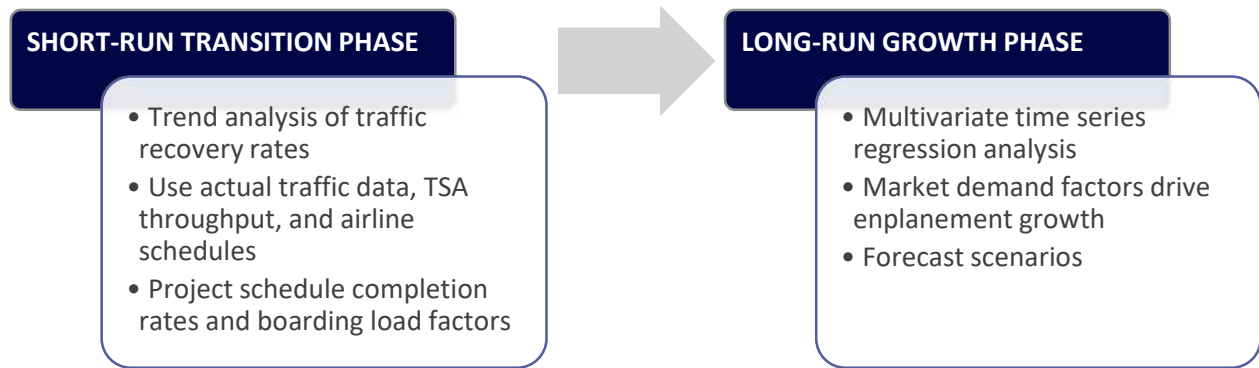 SHORT-RUN TRANSITION PHASE
• Trend analysis of traffic
recovery rates
• Use actual traffic data, TSA
throughput, and airline
schedules
• Project schedule completion
rates and boarding load factors
LONG-RUN GROWTH PHASE
• Multivariate time series
regression analysis
• Market demand factors drive
enplanement growth
• Forecast scenarios